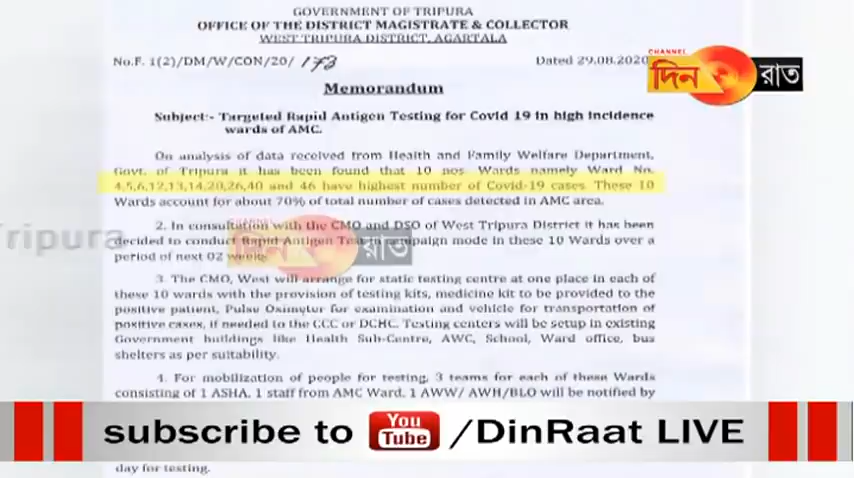 GOVERNMENT OF TRIPURA
OFFICE OF THE DISTRICT MAGISTRATE & COLLECTOR
WEST TRIPURA DISTRICT, AGARTALA
No.F. 1(2)/DM/W/CON/20/ 173
Dated 29.08.2020
CHANNEL
দিন রাত
Memorandum
Subject:- Targeted Rapid Antigen Testing for Covid 19 in high incidence
wards of AMC.
On analysis of data received from Health and Family Welfare Department,
Govt. of Tripura it has been found that 10 nos. Wards namely Ward No.
4,5,6,12,13,14,20,26,40 and 46 have highest number of Covid-19 cases. These 10
Wards account for about 70% of total number of cases detected in AMC area.
2. In consultation with the CMO and DSO of West Tripura District it has been
decided to conduct Rapid Antigen Test in campaign mode in these 10 Wards over a
period of next 02 weeks.
Tripura
দিন রাত
3. The CMO, West will arrange for static testing centre at one place in each of
these 10 wards with the provision of testing kits, medicine kit to be provided to the
positive patient, Pulse Oximeter for examination and vehicle for transportation of
positive cases, if needed to the CCC or DCHC. Testing centers will be setup in existing
Government buildings like Health Sub-Centre, AWC, School, Ward office, bus
shelters as per suitability.
4. For mobilization of people for testing, 3 teams for each of these Wards
consisting of 1 ASHA, 1 staff from AMC Ward, 1 AWW/ AWH/BLO will be notified by
subscribe to You Tube /DinRaat LIVE
day for testing.